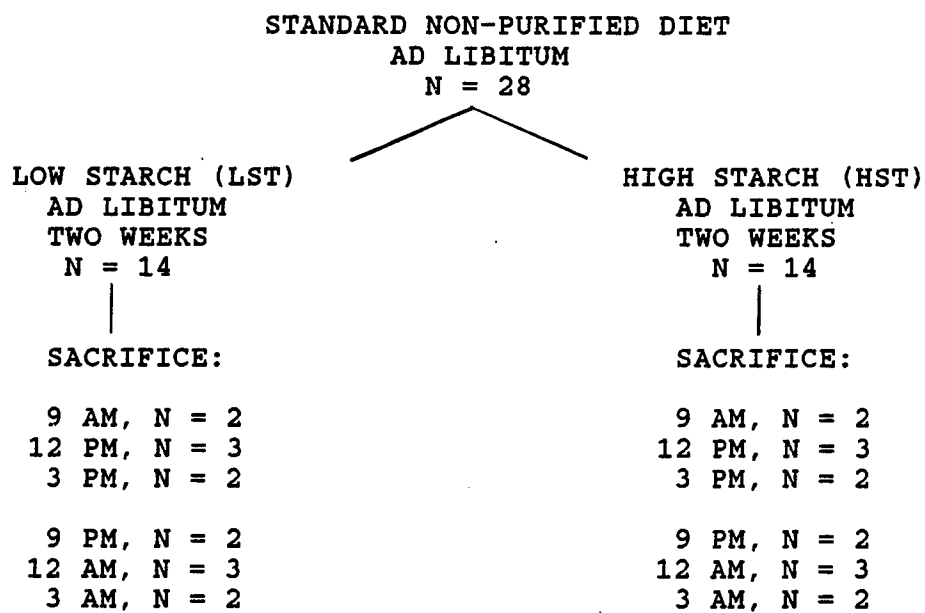 STANDARD NON-PURIFIED DIET
AD LIBITUM
N = 28
LOW STARCH (LST)
AD LIBITUM
TWO WEEKS
N = 14
SACRIFICE:
9 AM, N = 2
12 PM, N = 3
3 PM, N = 2
9 PM, N = 2
12 AM, N = 3
3 AM, N = 2
HIGH STARCH (HST)
AD LIBITUM
TWO WEEKS
N = 14
SACRIFICE:
9 AM, N = 2
12 PM, N = 3
3 PM, N = 2
9 PM, N = 2
12 AM, N = 3
3 AM, N = 2